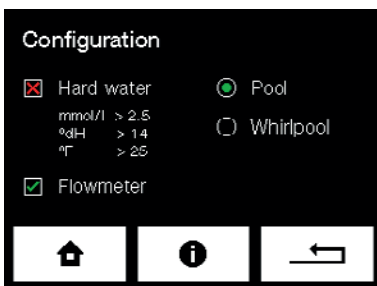 Configuration
Hard water
mmol/l > 2.5
°dH > 14
°F > 25
Flowmeter
Pool
Whirlpool